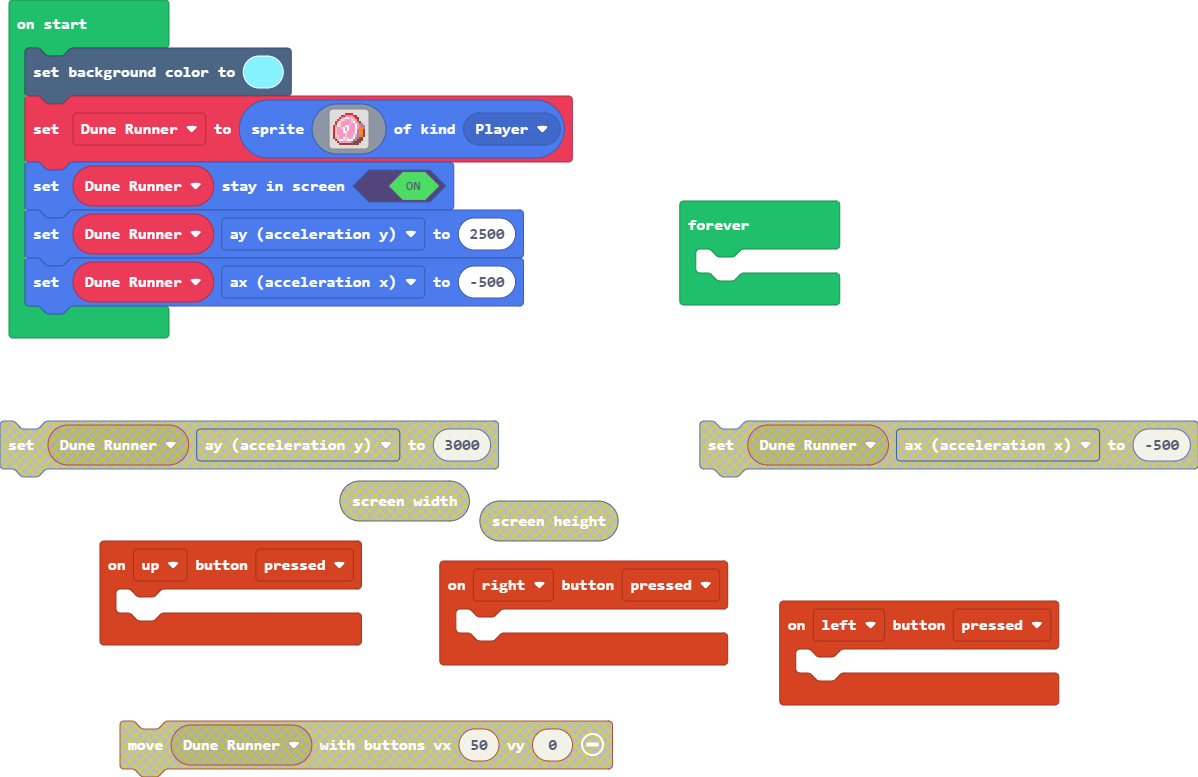 on start
set background color to
set Dune Runner to sprite of kind Player
set Dune Runner stay in screen ON
set Dune Runner ay (acceleration y) to 2500
set Dune Runner ax (acceleration x) to -500
forever
set Dune Runner ay (acceleration y) to 3000
set Dune Runner ax (acceleration x) to -500
screen width
screen height
on up button pressed
on right button pressed
on left button pressed
move Dune Runner with buttons vx 50 vy 0